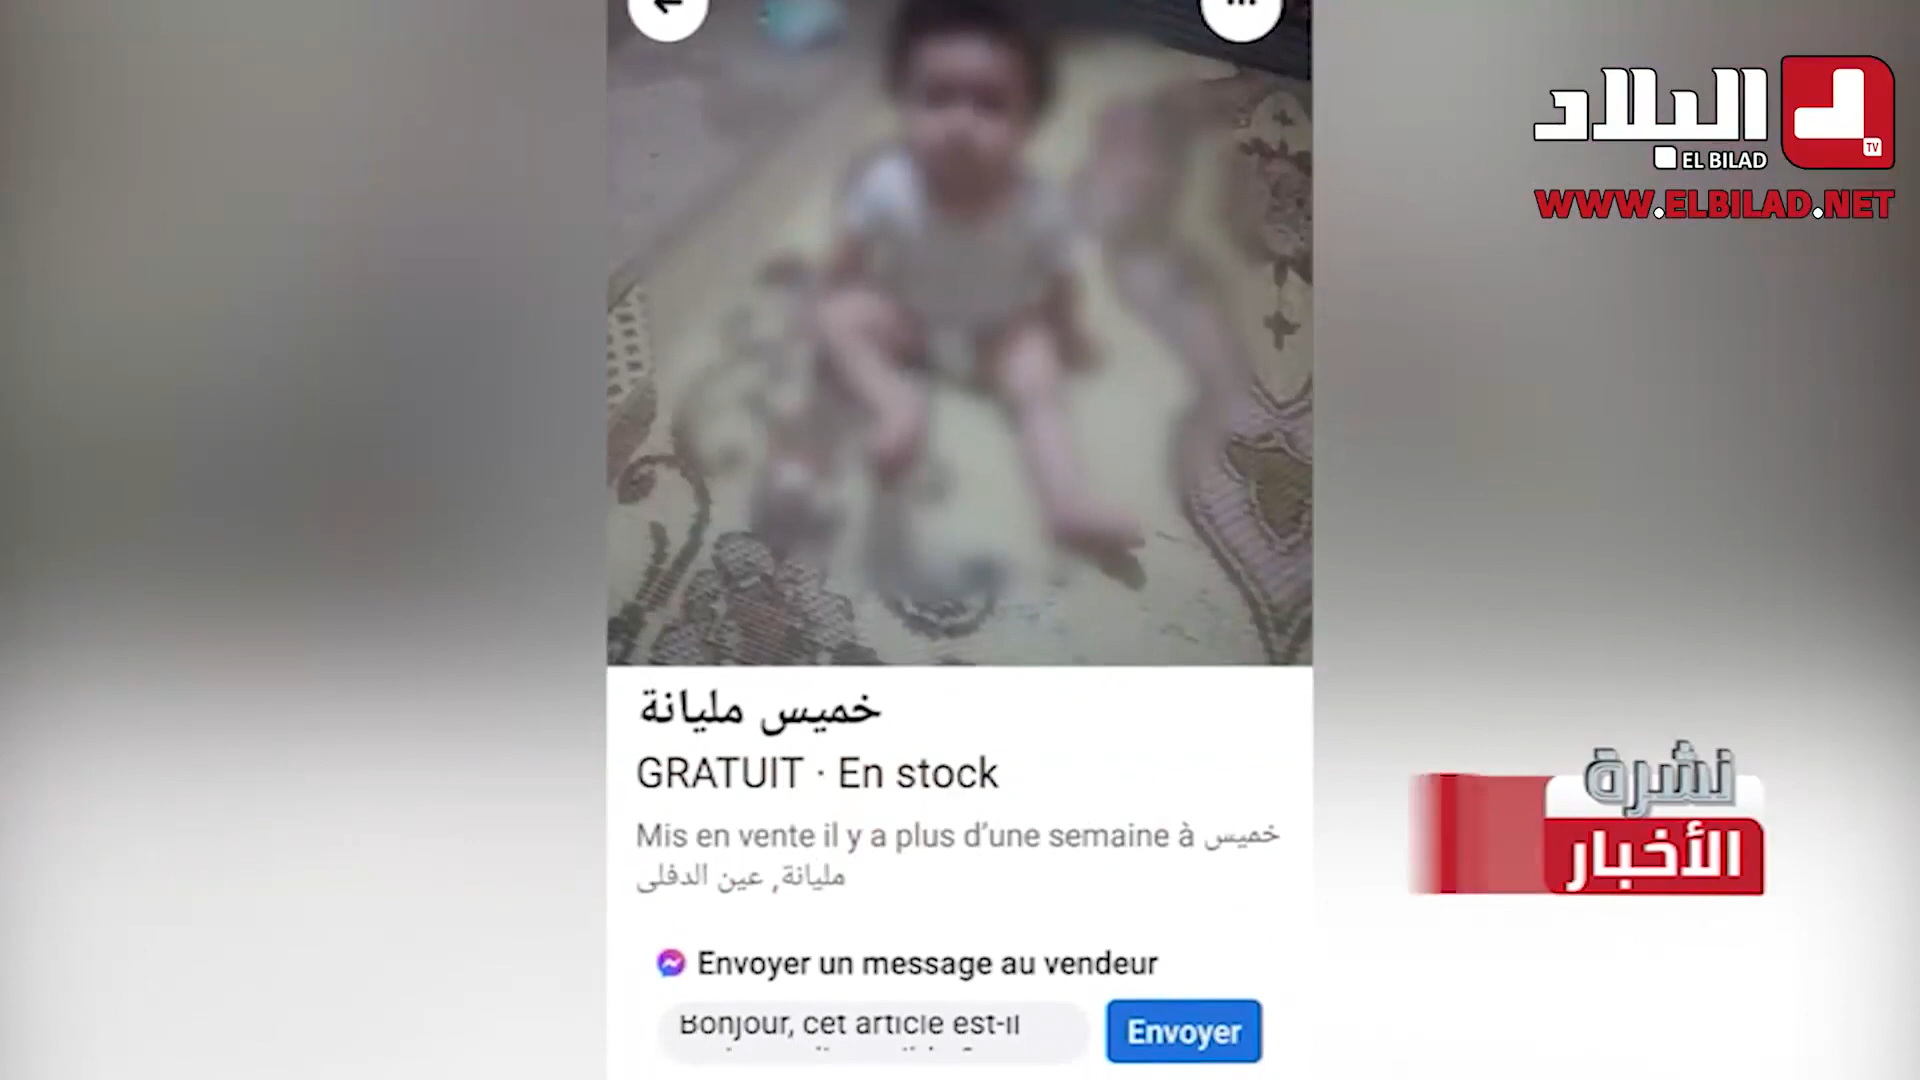 البلاد
TV
EL BILAD
WWW.ELBILAD.NET
خميس مليانة
GRATUIT · En stock
Mis en vente il y a plus d’une semaine à خميس
مليانة, عين الدفلى
Envoyer un message au vendeur
Bonjour, cet article est-il
Envoyer
نشرة
الأخبار